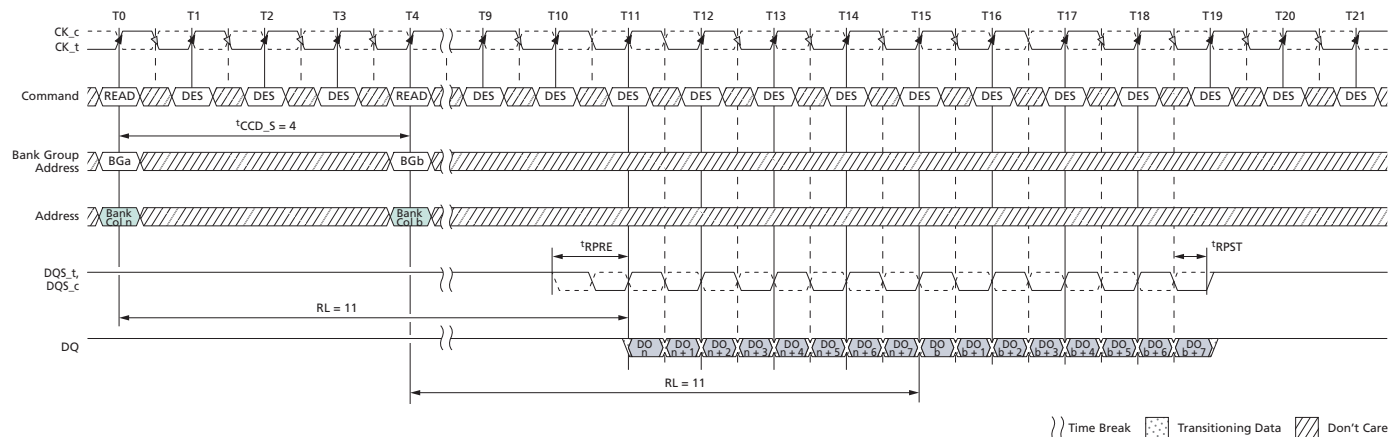 T0 T1 T2 T3 T4 T9 T10 T11 T12 T13 T14 T15 T16 T17 T18 T19 T20 T21
CK_c
CK_t
Command READ DES DES DES READ DES DES DES DES DES DES DES DES DES DES DES DES DES
tCCD_S = 4
Bank Group
Address
BGa BGb
Address
Bank
Col n
Bank
Col b
tRPRE tRPST
DQS_t,
DQS_c
RL = 11
DQ
DO
n
DO
n + 1
DO
n + 2
DO
n + 3
DO
n + 4
DO
n + 5
DO
n + 6
DO
n + 7
DO
b
DO
b + 1
DO
b + 2
DO
b + 3
DO
b + 4
DO
b + 5
DO
b + 6
DO
b + 7
RL = 11
Time Break Transitioning Data Don't Care